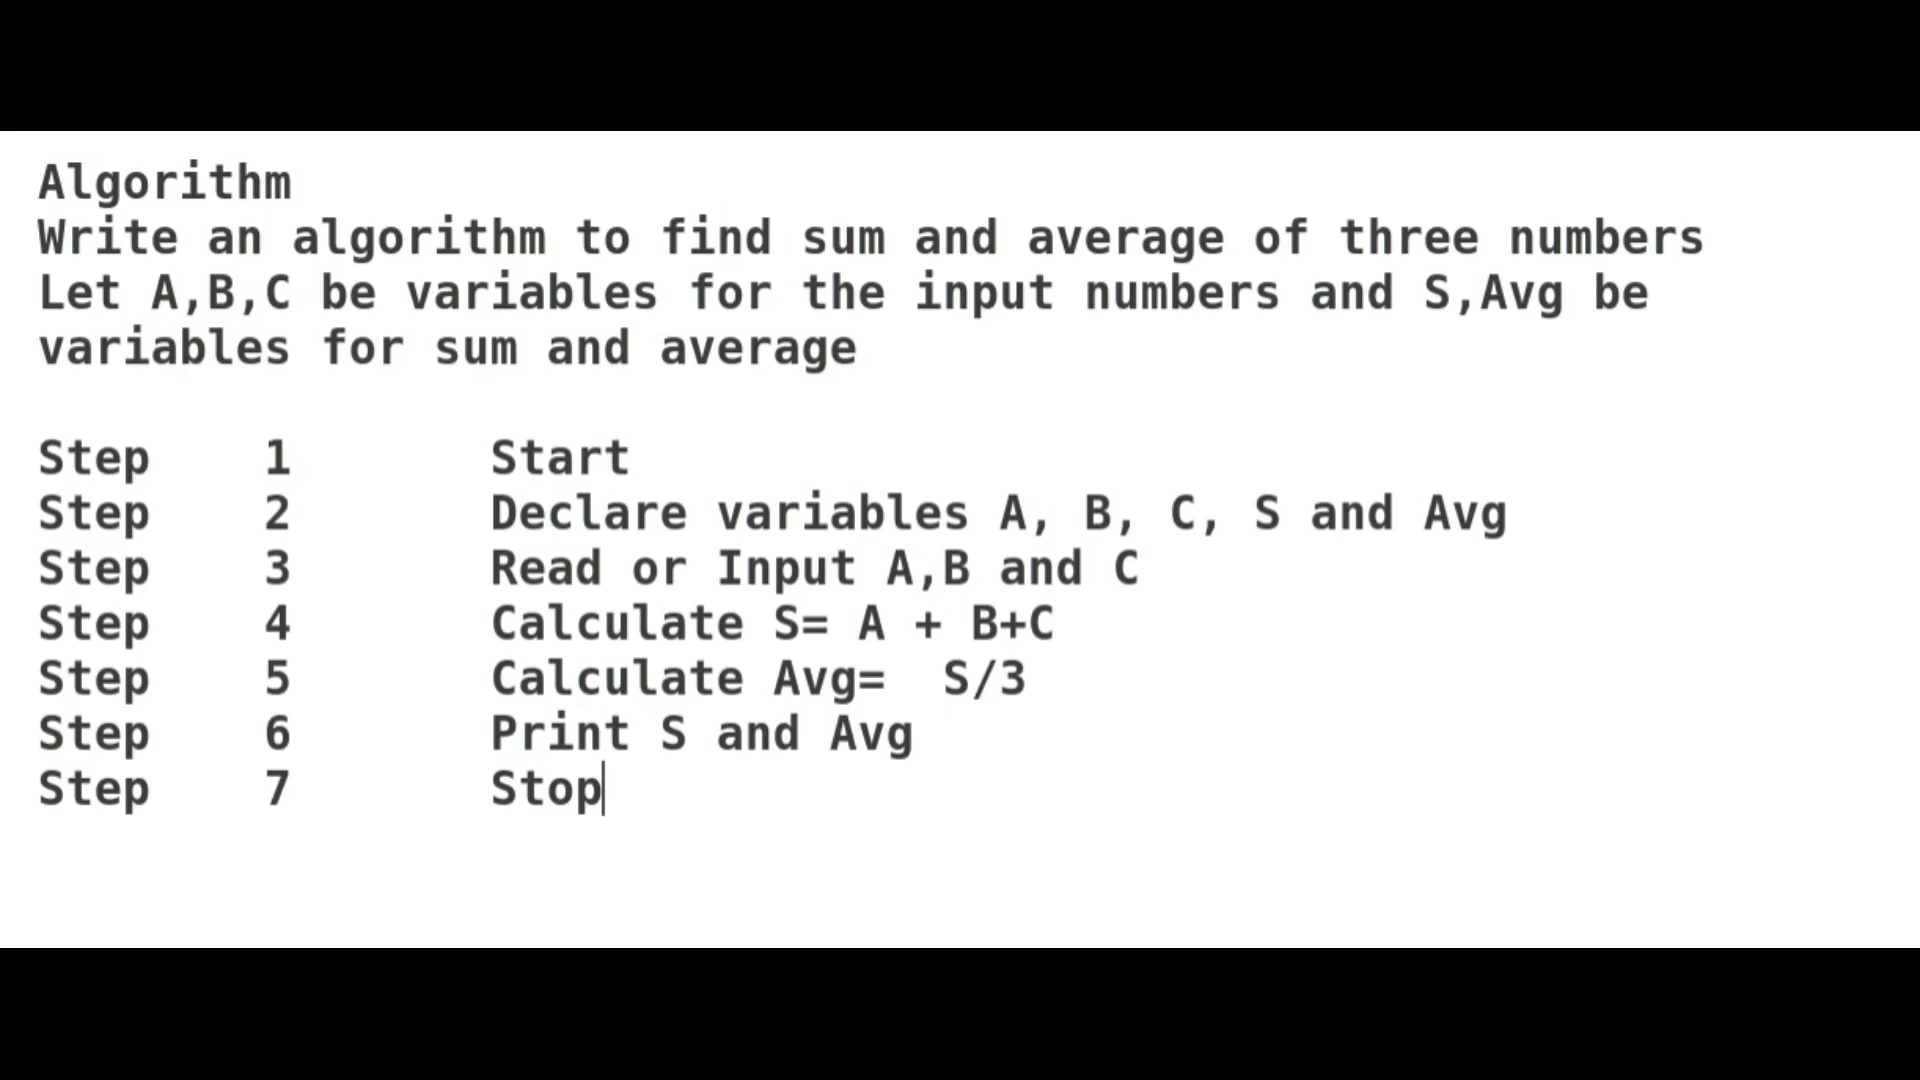 Algorithm
Write an algorithm to find sum and average of three numbers
Let A,B,C be variables for the input numbers and S,Avg be
variables for sum and average
Step 1 Start
Step 2 Declare variables A, B, C, S and Avg
Step 3 Read or Input A,B and C
Step 4 Calculate S= A + B+C
Step 5 Calculate Avg=  S/3
Step 6 Print S and Avg
Step 7 Stop